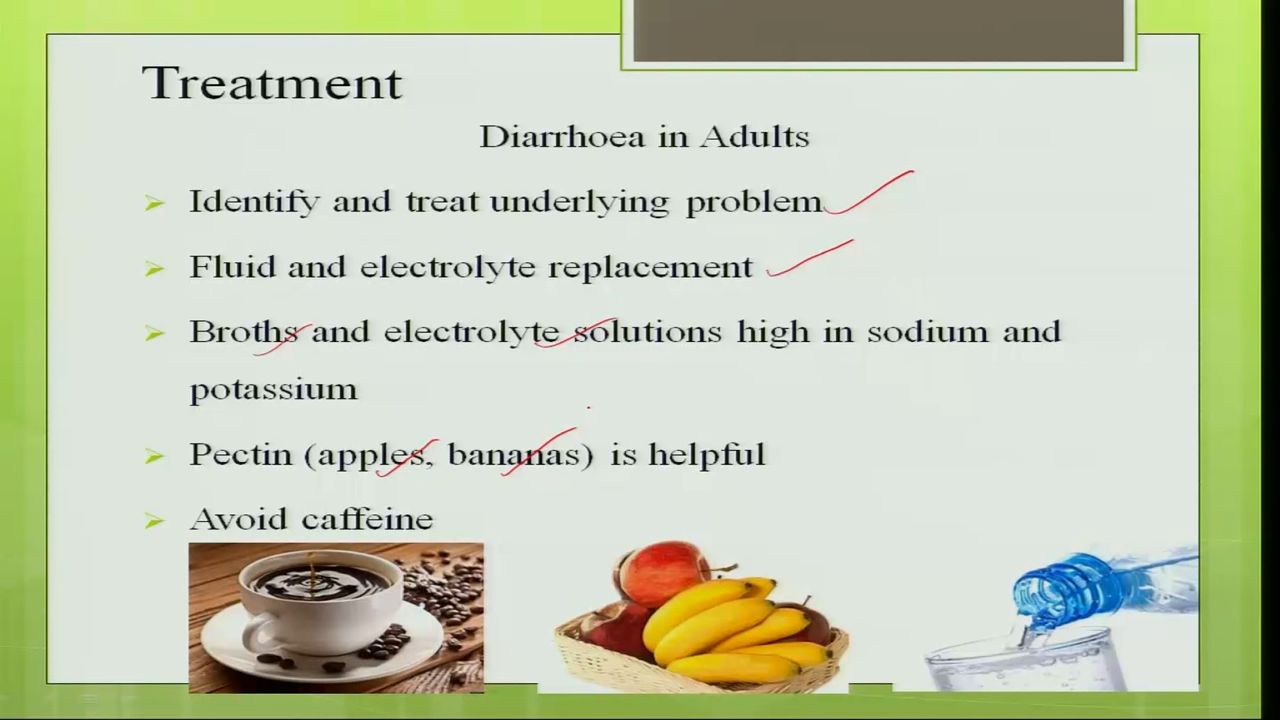 Treatment
Diarrhoea in Adults
Identify and treat underlying problem
Fluid and electrolyte replacement
Broths and electrolyte solutions high in sodium and
potassium
Pectin (apples, bananas) is helpful
Avoid caffeine